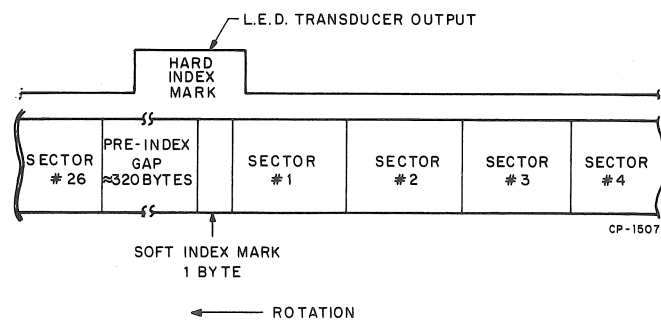 L.E.D. TRANSDUCER OUTPUT
HARD
INDEX
MARK
SECTOR
#26
PRE-INDEX
GAP
≈320 BYTES
SECTOR
#1
SECTOR
#2
SECTOR
#3
SECTOR
#4
CP-1507
SOFT INDEX MARK
1 BYTE
ROTATION